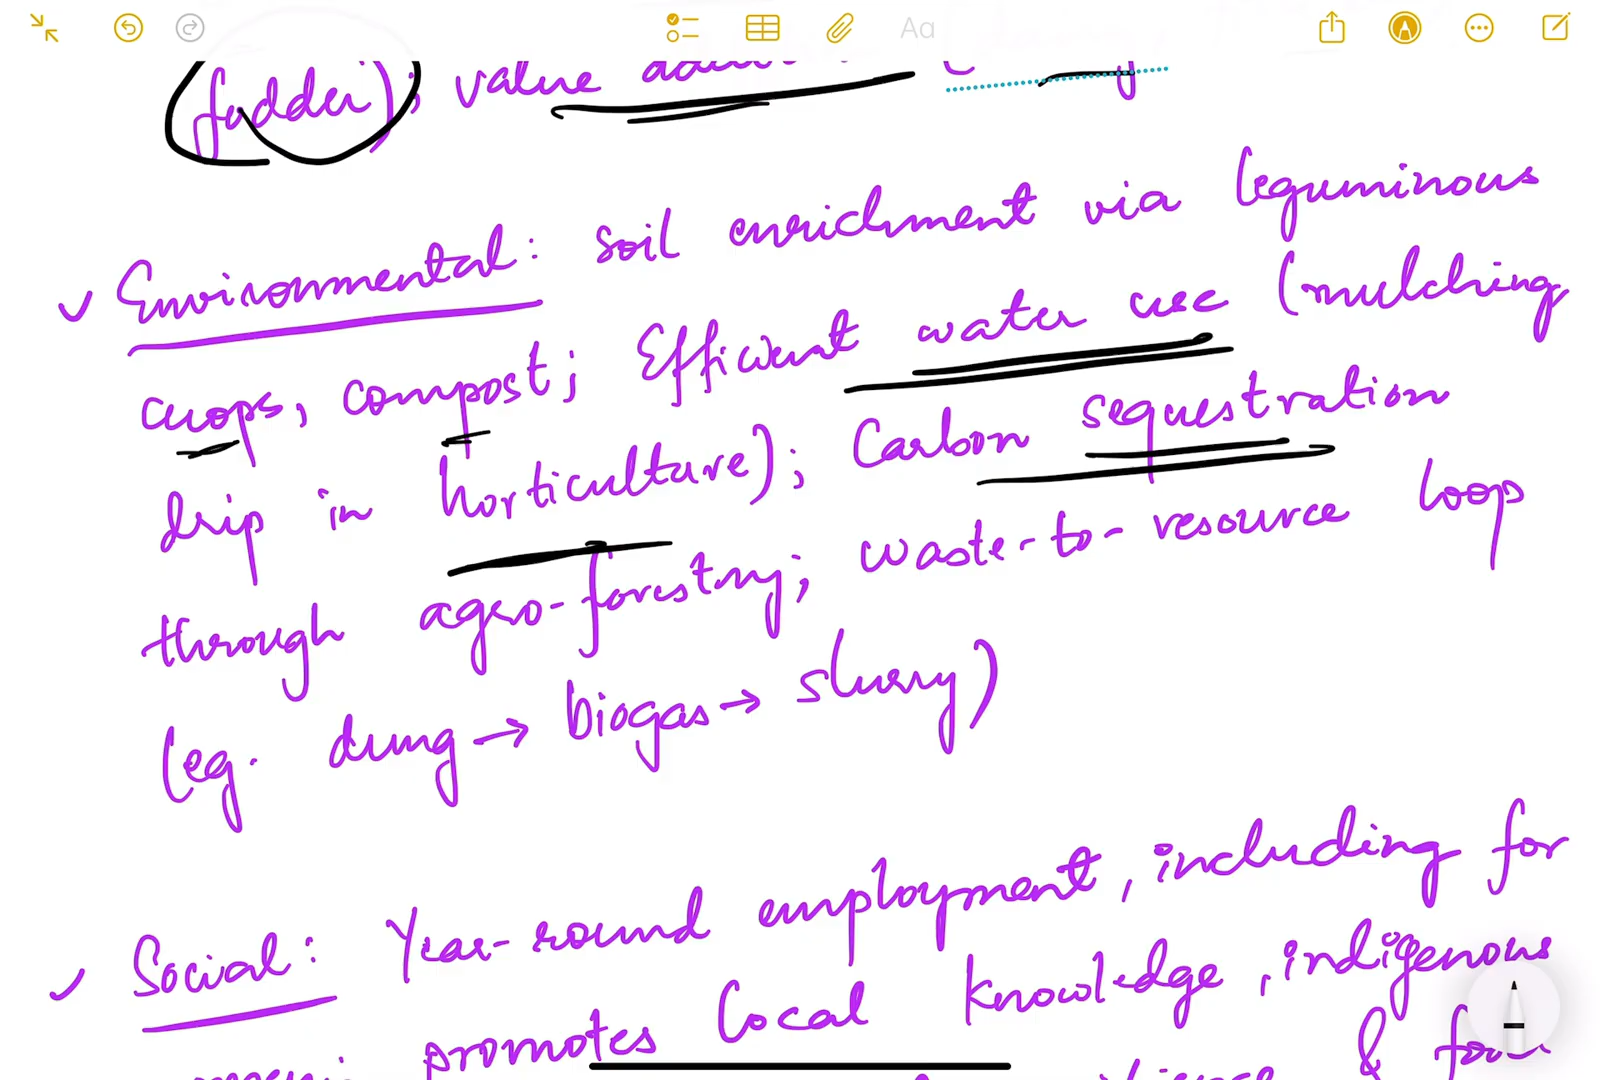 Aa
fodder); value
✓ Environmental: soil enrichment via leguminous
crops, compost; Efficient water use (mulching
drip in horticulture); Carbon sequestration
through agro-forestry; waste-to-resource loop
(eg. dung → biogas → slurry)
✓ Social: Year-round employment, including for
promotes local knowledge, indigenous
&